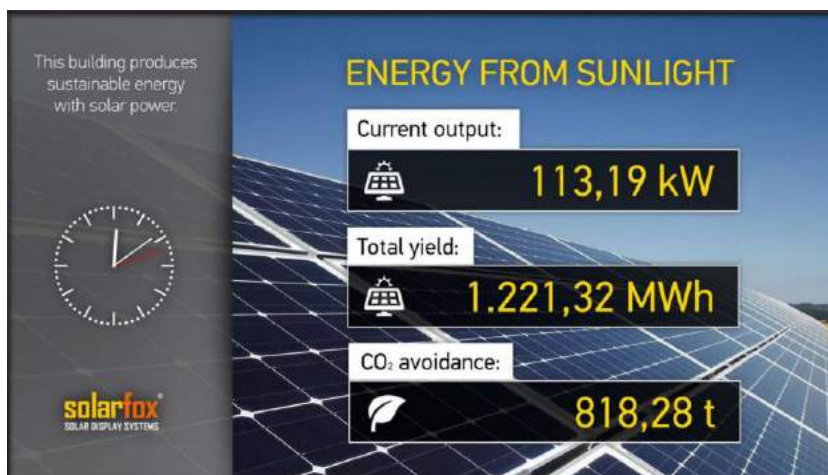 This building produces
sustainable energy
with solar power.
solarfox®
SOLAR DISPLAY SYSTEMS
ENERGY FROM SUNLIGHT
Current output:
113,19 kW
Total yield:
1.221,32 MWh
CO₂ avoidance:
818,28 t